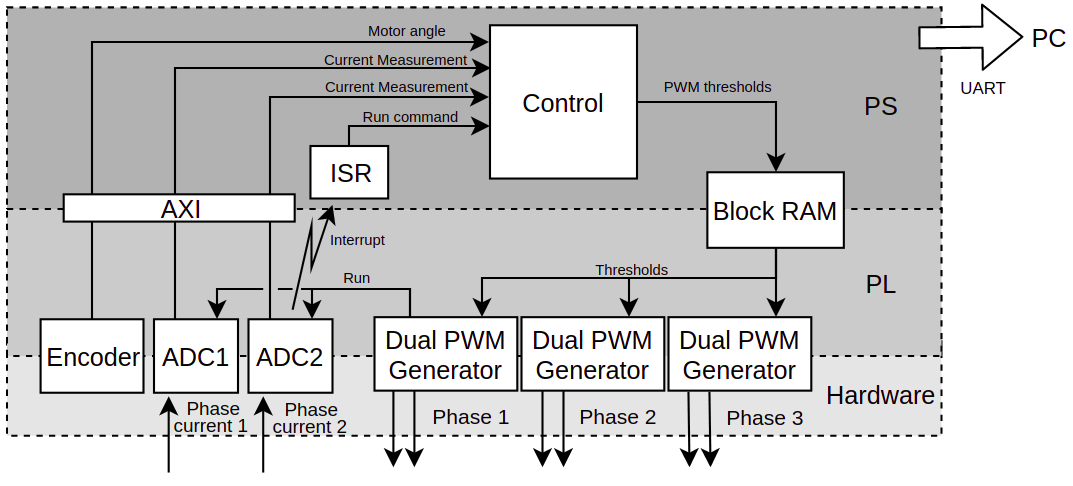 Motor angle
Current Measurement
Current Measurement
Run command
ISR
Control
PWM thresholds
PS
PC
UART
AXI
Block RAM
Interrupt
Run
Thresholds
PL
Encoder
ADC1
ADC2
Dual PWM
Generator
Dual PWM
Generator
Dual PWM
Generator
Hardware
Phase
current 1
Phase
current 2
Phase 1
Phase 2
Phase 3